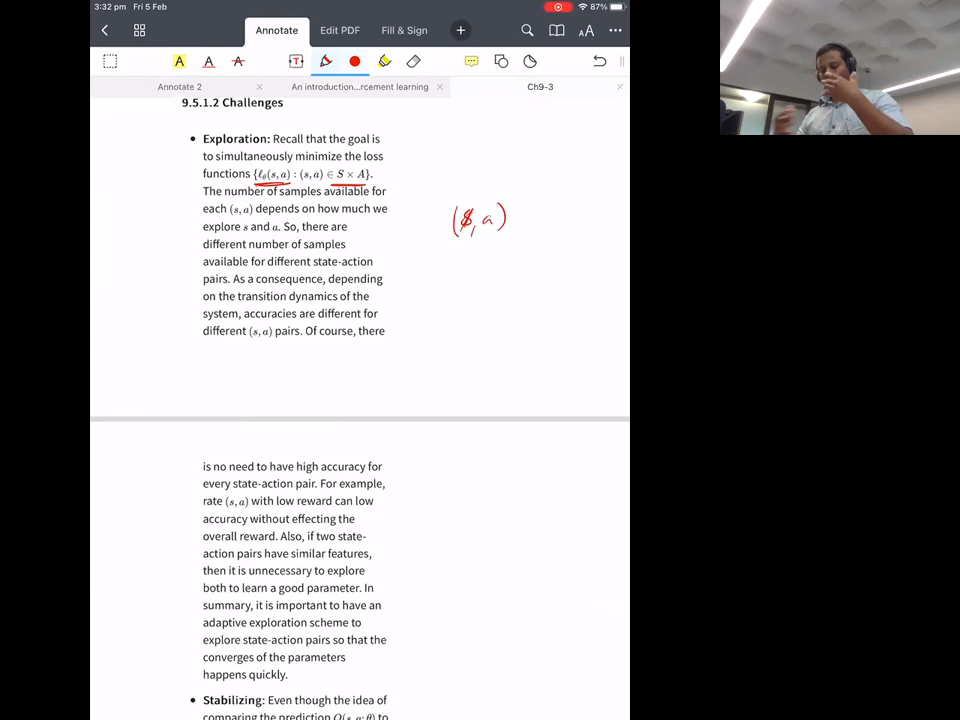 3:32 pm Fri 5 Feb
87%
Annotate Edit PDF Fill & Sign
Annotate 2
An introduction...rcement learning
Ch9-3
9.5.1.2 Challenges
• Exploration: Recall that the goal is
to simultaneously minimize the loss
functions {ℓθ(s, a) : (s, a) ∈ S × A}.
The number of samples available for
each (s, a) depends on how much we
explore s and a. So, there are
different number of samples
available for different state-action
pairs. As a consequence, depending
on the transition dynamics of the
system, accuracies are different for
different (s, a) pairs. Of course, there
(s, a)
is no need to have high accuracy for
every state-action pair. For example,
rate (s, a) with low reward can low
accuracy without effecting the
overall reward. Also, if two state-
action pairs have similar features,
then it is unnecessary to explore
both to learn a good parameter. In
summary, it is important to have an
adaptive exploration scheme to
explore state-action pairs so that the
converges of the parameters
happens quickly.
• Stabilizing: Even though the idea of
comparing the prediction Q(s, a; θ) to